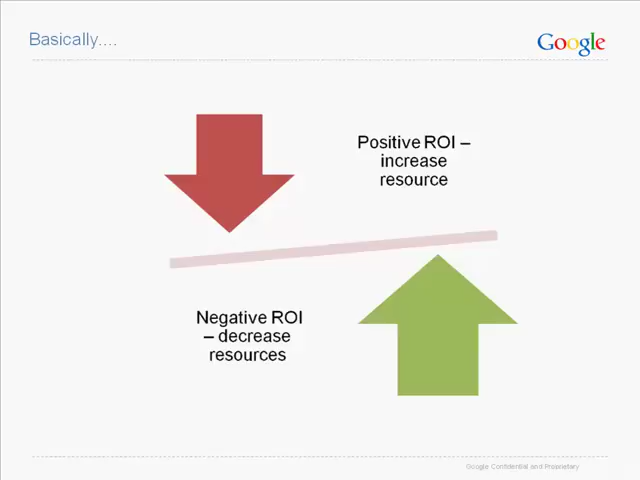 Basically....
Google
Positive ROI –
increase
resource
Negative ROI
– decrease
resources
Google Confidential and Proprietary